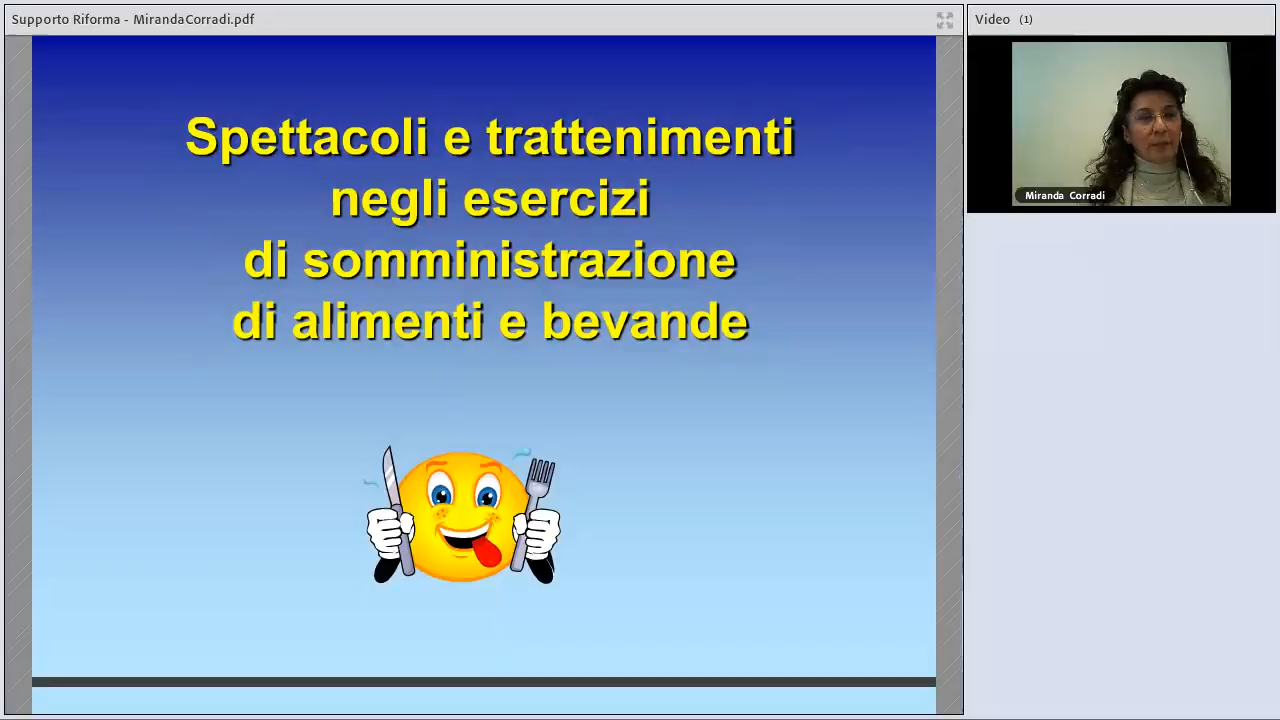 Supporto Riforma - MirandaCorradi.pdf
Video (1)
Spettacoli e trattenimenti
negli esercizi
di somministrazione
di alimenti e bevande
Miranda Corradi